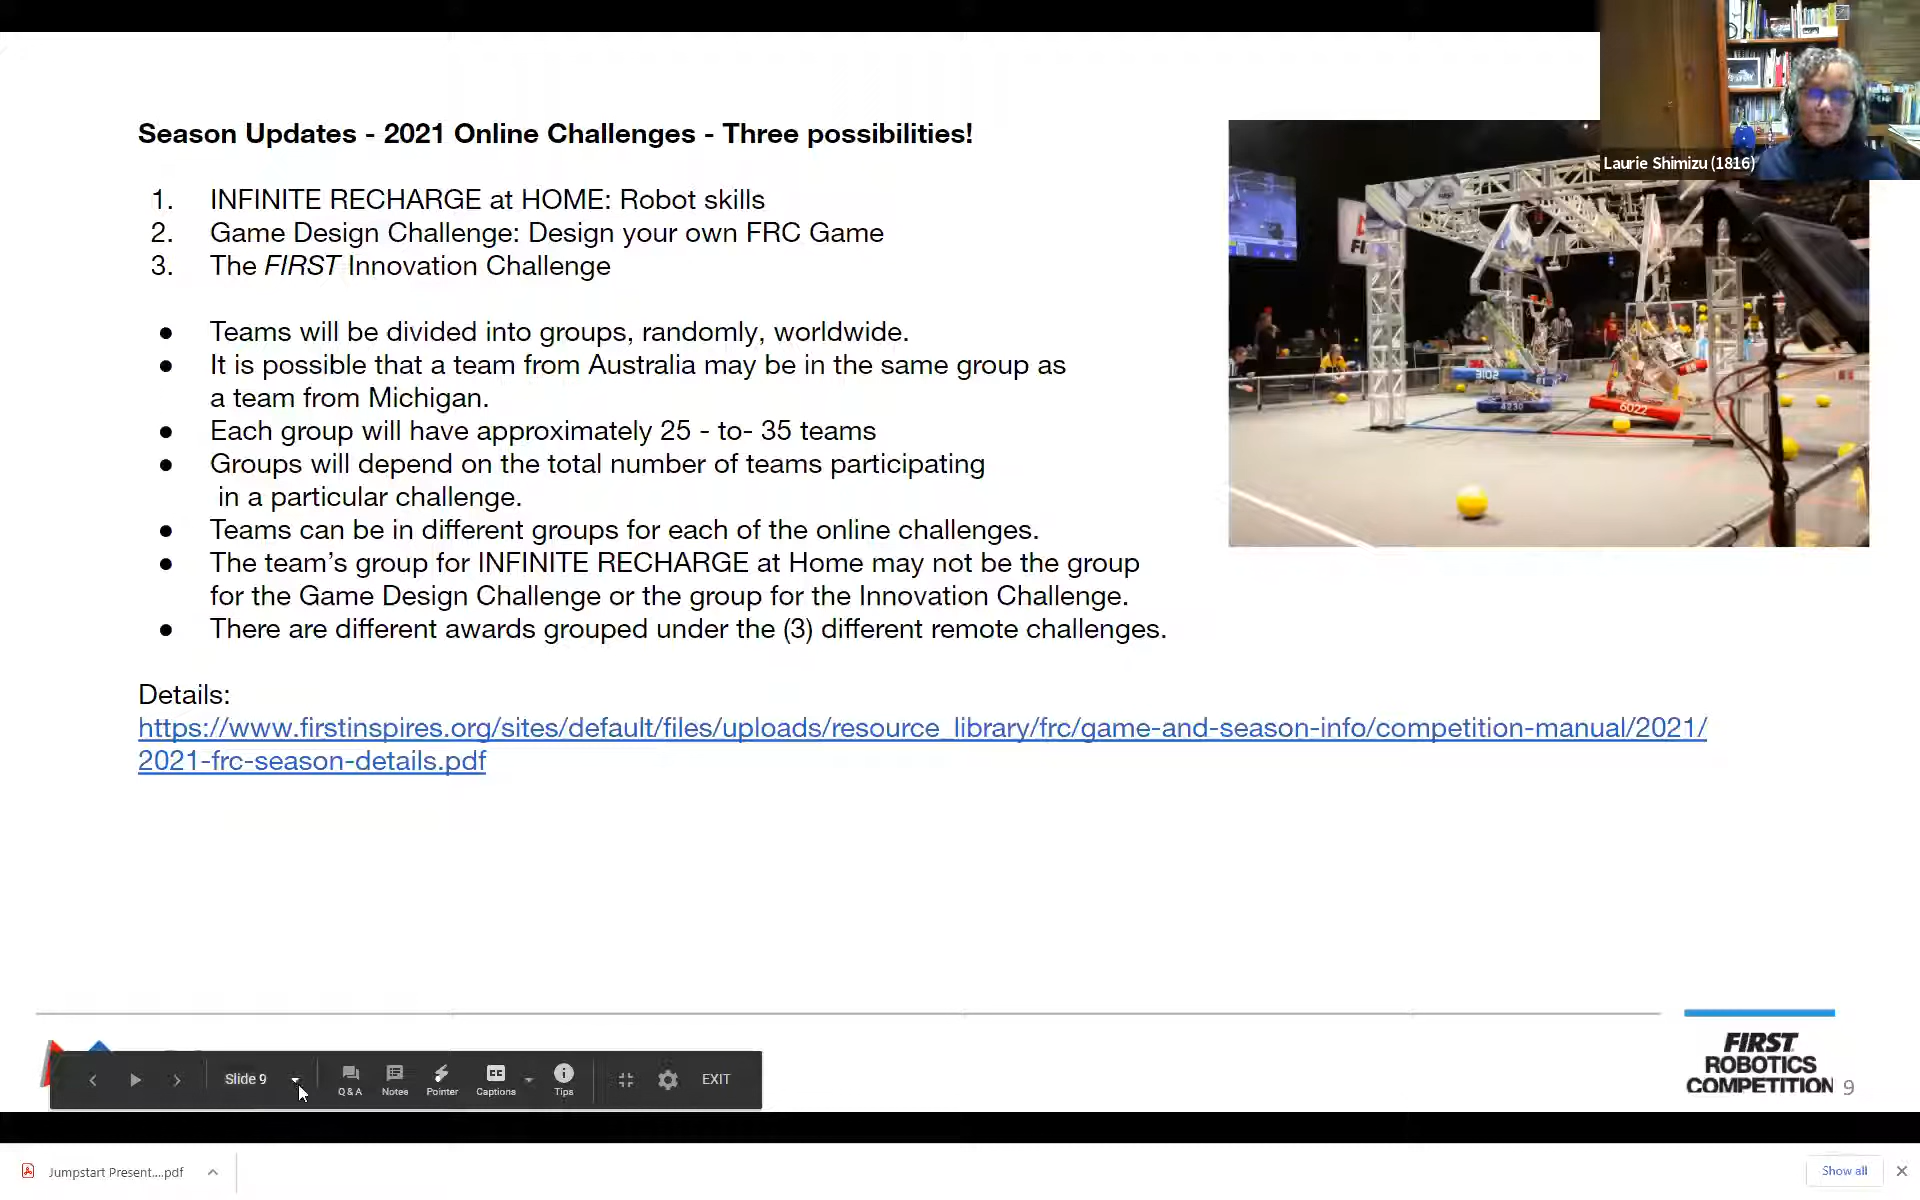 Season Updates - 2021 Online Challenges - Three possibilities!
1. INFINITE RECHARGE at HOME: Robot skills
2. Game Design Challenge: Design your own FRC Game
3. The FIRST Innovation Challenge
● Teams will be divided into groups, randomly, worldwide.
● It is possible that a team from Australia may be in the same group as
a team from Michigan.
● Each group will have approximately 25 - to- 35 teams
● Groups will depend on the total number of teams participating
in a particular challenge.
● Teams can be in different groups for each of the online challenges.
● The team's group for INFINITE RECHARGE at Home may not be the group
for the Game Design Challenge or the group for the Innovation Challenge.
● There are different awards grouped under the (3) different remote challenges.
Details:
https://www.firstinspires.org/sites/default/files/uploads/resource_library/frc/game-and-season-info/competition-manual/2021/
2021-frc-season-details.pdf
Laurie Shimizu (1816)
FI
3102
4230
6022
Slide 9
Q & A
Notes
Pointer
CC
Captions
Tips
EXIT
FIRST
ROBOTICS
COMPETITION
9
Jumpstart Present....pdf
Show all